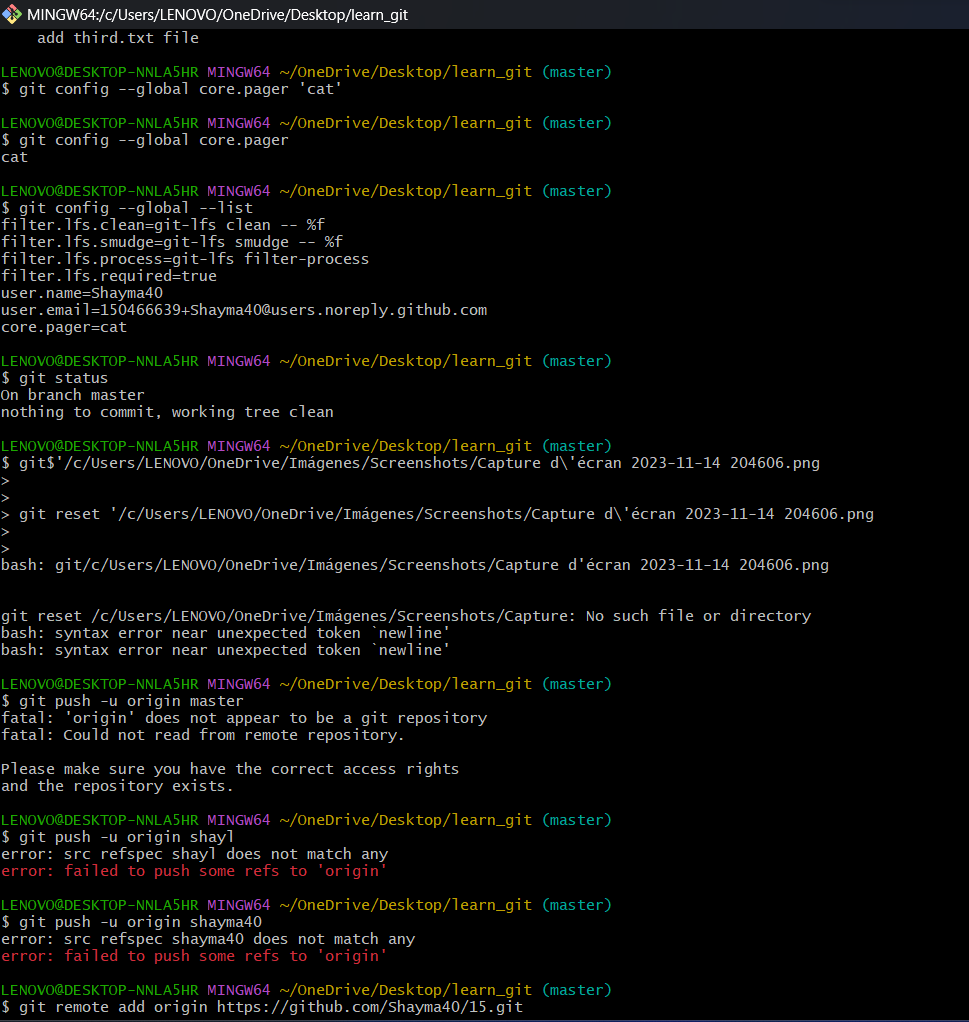 MINGW64:/c/Users/LENOVO/OneDrive/Desktop/learn_git
add third.txt file
LENOVO@DESKTOP-NNLA5HR MINGW64 ~/OneDrive/Desktop/learn_git (master)
$ git config --global core.pager 'cat'
LENOVO@DESKTOP-NNLA5HR MINGW64 ~/OneDrive/Desktop/learn_git (master)
$ git config --global core.pager
cat
LENOVO@DESKTOP-NNLA5HR MINGW64 ~/OneDrive/Desktop/learn_git (master)
$ git config --global --list
filter.lfs.clean=git-lfs clean -- %f
filter.lfs.smudge=git-lfs smudge -- %f
filter.lfs.process=git-lfs filter-process
filter.lfs.required=true
user.name=Shayma40
user.email=150466639+Shayma40@users.noreply.github.com
core.pager=cat
LENOVO@DESKTOP-NNLA5HR MINGW64 ~/OneDrive/Desktop/learn_git (master)
$ git status
On branch master
nothing to commit, working tree clean
LENOVO@DESKTOP-NNLA5HR MINGW64 ~/OneDrive/Desktop/learn_git (master)
$ git$'/c/Users/LENOVO/OneDrive/Imágenes/Screenshots/Capture d\'écran 2023-11-14 204606.png
>
>
> git reset '/c/Users/LENOVO/OneDrive/Imágenes/Screenshots/Capture d\'écran 2023-11-14 204606.png
>
>
bash: git/c/Users/LENOVO/OneDrive/Imágenes/Screenshots/Capture d'écran 2023-11-14 204606.png
git reset /c/Users/LENOVO/OneDrive/Imágenes/Screenshots/Capture: No such file or directory
bash: syntax error near unexpected token `newline'
bash: syntax error near unexpected token `newline'
LENOVO@DESKTOP-NNLA5HR MINGW64 ~/OneDrive/Desktop/learn_git (master)
$ git push -u origin master
fatal: 'origin' does not appear to be a git repository
fatal: Could not read from remote repository.
Please make sure you have the correct access rights
and the repository exists.
LENOVO@DESKTOP-NNLA5HR MINGW64 ~/OneDrive/Desktop/learn_git (master)
$ git push -u origin shayl
error: src refspec shayl does not match any
error: failed to push some refs to 'origin'
LENOVO@DESKTOP-NNLA5HR MINGW64 ~/OneDrive/Desktop/learn_git (master)
$ git push -u origin shayma40
error: src refspec shayma40 does not match any
error: failed to push some refs to 'origin'
LENOVO@DESKTOP-NNLA5HR MINGW64 ~/OneDrive/Desktop/learn_git (master)
$ git remote add origin https://github.com/Shayma40/15.git